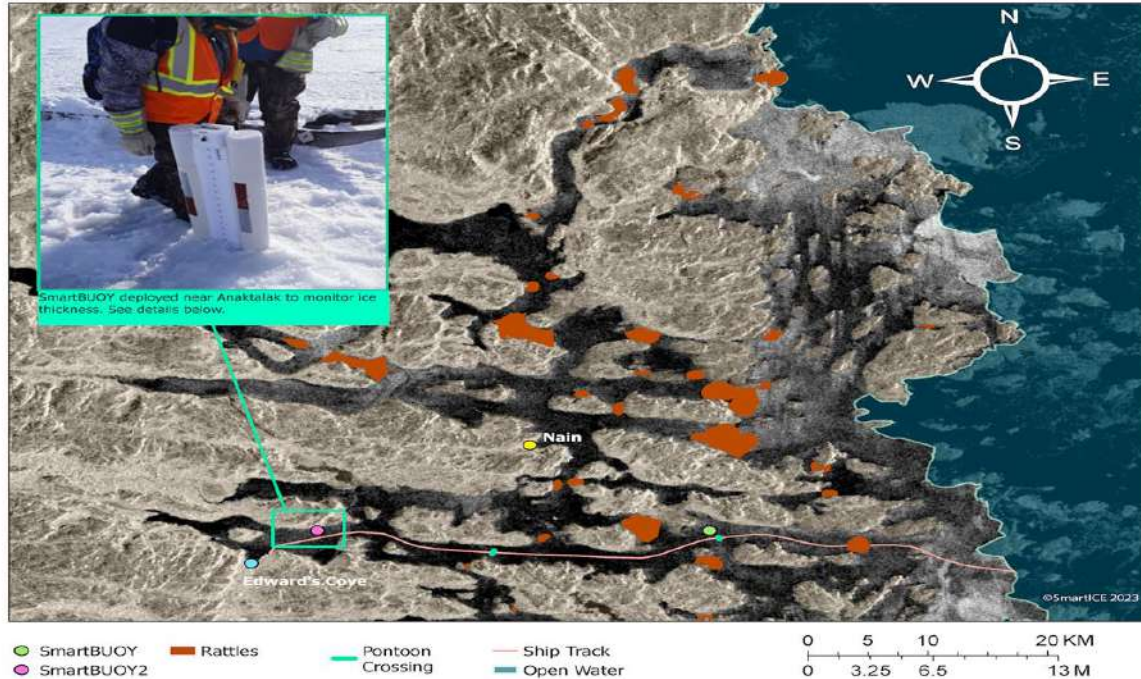 N
W E
S
SmartBUOY deployed near Anaktalak to monitor ice
thickness. See details below.
Nain
Edward's Cove
©SmartICE 2023
SmartBUOY
SmartBUOY2
Rattles
Pontoon
Crossing
Ship Track
Open Water
0 5 10 20 KM
0 3.25 6.5 13 M